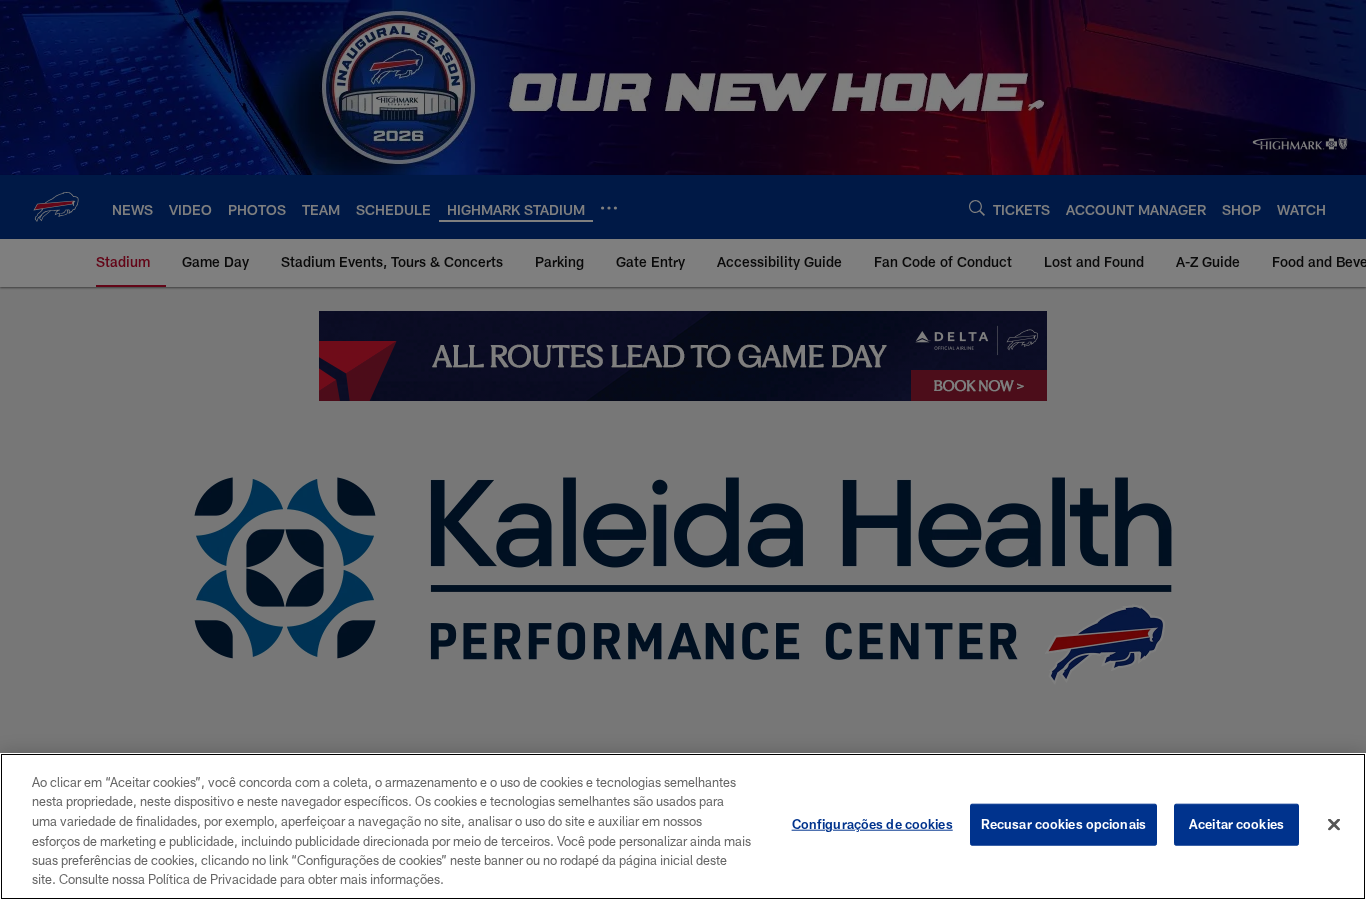 INAUGURAL SEASON
HIGHMARK
STADIUM
2026
OUR NEW HOME.
HIGHMARK
NEWS VIDEO PHOTOS TEAM SCHEDULE HIGHMARK STADIUM ••• TICKETS ACCOUNT MANAGER SHOP WATCH
Stadium Game Day Stadium Events, Tours & Concerts Parking Gate Entry Accessibility Guide Fan Code of Conduct Lost and Found A-Z Guide Food and Beve
ALL ROUTES LEAD TO GAME DAY
DELTA
OFFICIAL AIRLINE
BOOK NOW >
Kaleida Health
PERFORMANCE CENTER
Ao clicar em “Aceitar cookies”, você concorda com a coleta, o armazenamento e o uso de cookies e tecnologias semelhantes
nesta propriedade, neste dispositivo e neste navegador específicos. Os cookies e tecnologias semelhantes são usados para
uma variedade de finalidades, por exemplo, aperfeiçoar a navegação no site, analisar o uso do site e auxiliar em nossos
esforços de marketing e publicidade, incluindo publicidade direcionada por meio de terceiros. Você pode personalizar ainda mais
suas preferências de cookies, clicando no link “Configurações de cookies” neste banner ou no rodapé da página inicial deste
site. Consulte nossa Política de Privacidade para obter mais informações.
Configurações de cookies
Recusar cookies opcionais
Aceitar cookies